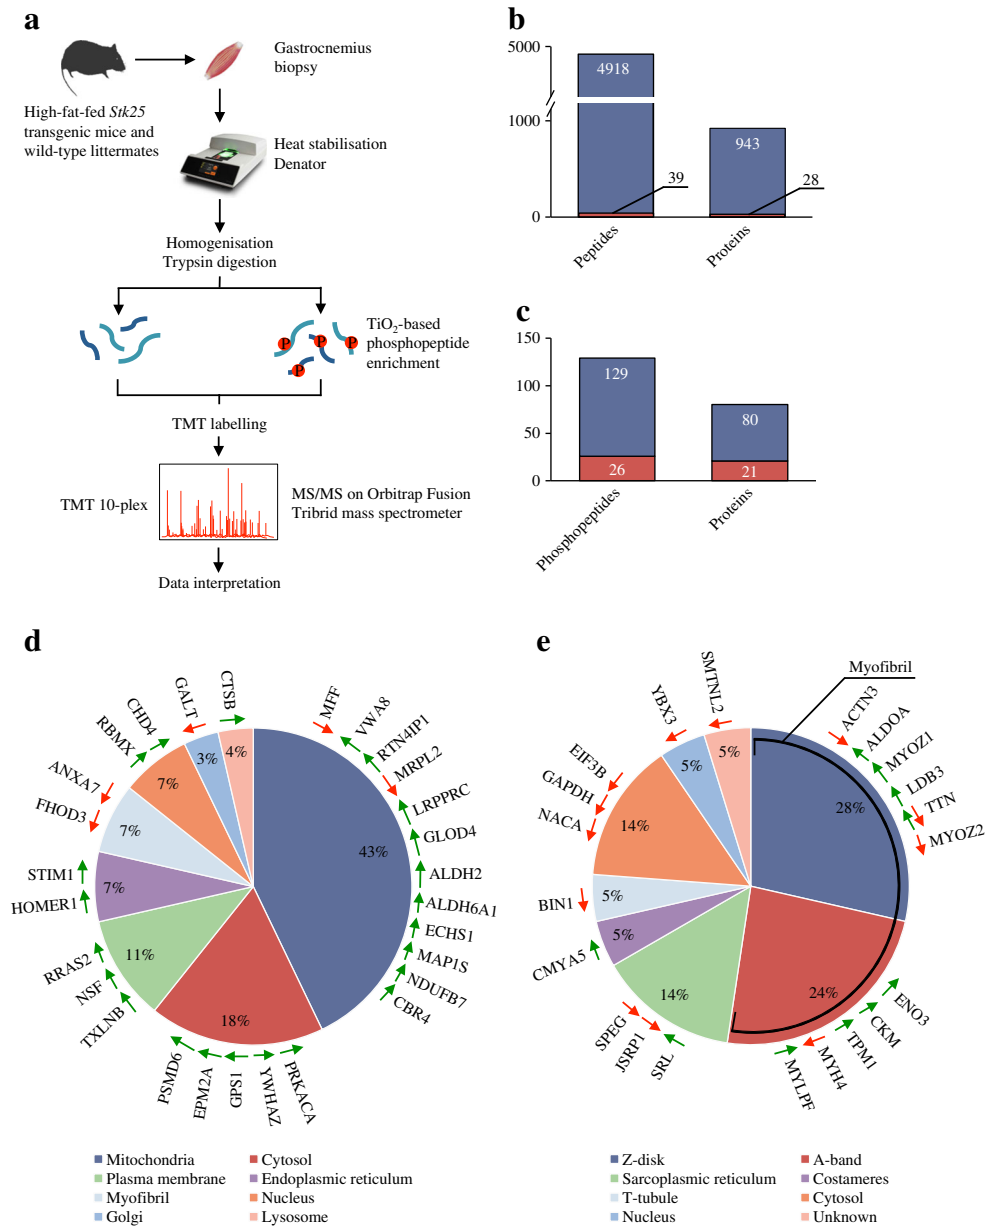 a
Gastrocnemius
biopsy
High-fat-fed Stk25
transgenic mice and
wild-type littermates
Heat stabilisation
Denator
Homogenisation
Trypsin digestion
P
P
P
P
TiO2-based
phosphopeptide
enrichment
TMT labelling
TMT 10-plex
MS/MS on Orbitrap Fusion
Tribrid mass spectrometer
Data interpretation
b
5000
1000
0
4918
39
943
28
Peptides
Proteins
c
150
100
50
0
129
26
80
21
Phosphopeptides
Proteins
d
MFF
VWA8
RTN4IP1
MRPL2
LRPPRC
GLOD4
ALDH2
ALDH6A1
ECHS1
MAP1S
NDUFB7
CBR4
PRKACA
YWHAZ
GPS1
EPM2A
PSMD6
TXLNB
NSF
RRAS2
HOMER1
STIM1
FHOD3
ANXA7
RBMX
CHD4
GALT
CTSB
43%
18%
11%
7%
7%
7%
3%
4%
Mitochondria
Cytosol
Plasma membrane
Endoplasmic reticulum
Myofibril
Nucleus
Golgi
Lysosome
e
Myofibril
ACTN3
ALDOA
MYOZ1
LDB3
TTN
MYOZ2
ENO3
CKM
TPM1
MYH4
MYLPF
SRL
JSRP1
SPEG
CMYA5
BIN1
NACA
GAPDH
EIF3B
YBX3
SMTNL2
28%
24%
14%
5%
5%
14%
5%
5%
Z-disk
A-band
Sarcoplasmic reticulum
Costameres
T-tubule
Cytosol
Nucleus
Unknown